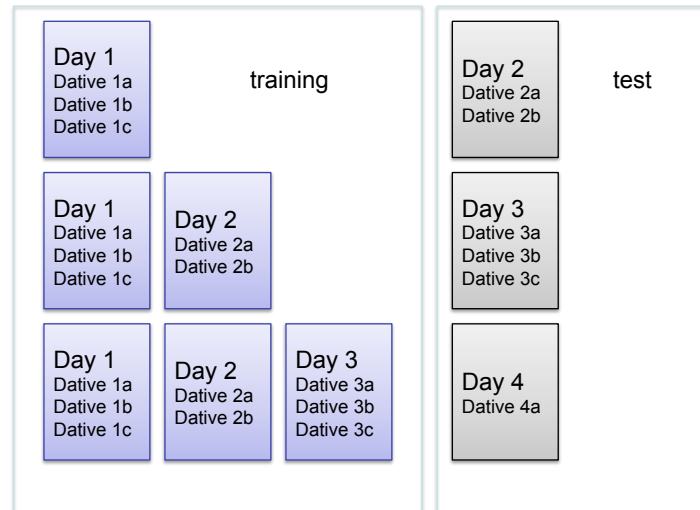 training
test
Day 1
Dative 1a
Dative 1b
Dative 1c
Day 2
Dative 2a
Dative 2b
Day 1
Dative 1a
Dative 1b
Dative 1c
Day 2
Dative 2a
Dative 2b
Day 3
Dative 3a
Dative 3b
Dative 3c
Day 1
Dative 1a
Dative 1b
Dative 1c
Day 2
Dative 2a
Dative 2b
Day 3
Dative 3a
Dative 3b
Dative 3c
Day 4
Dative 4a